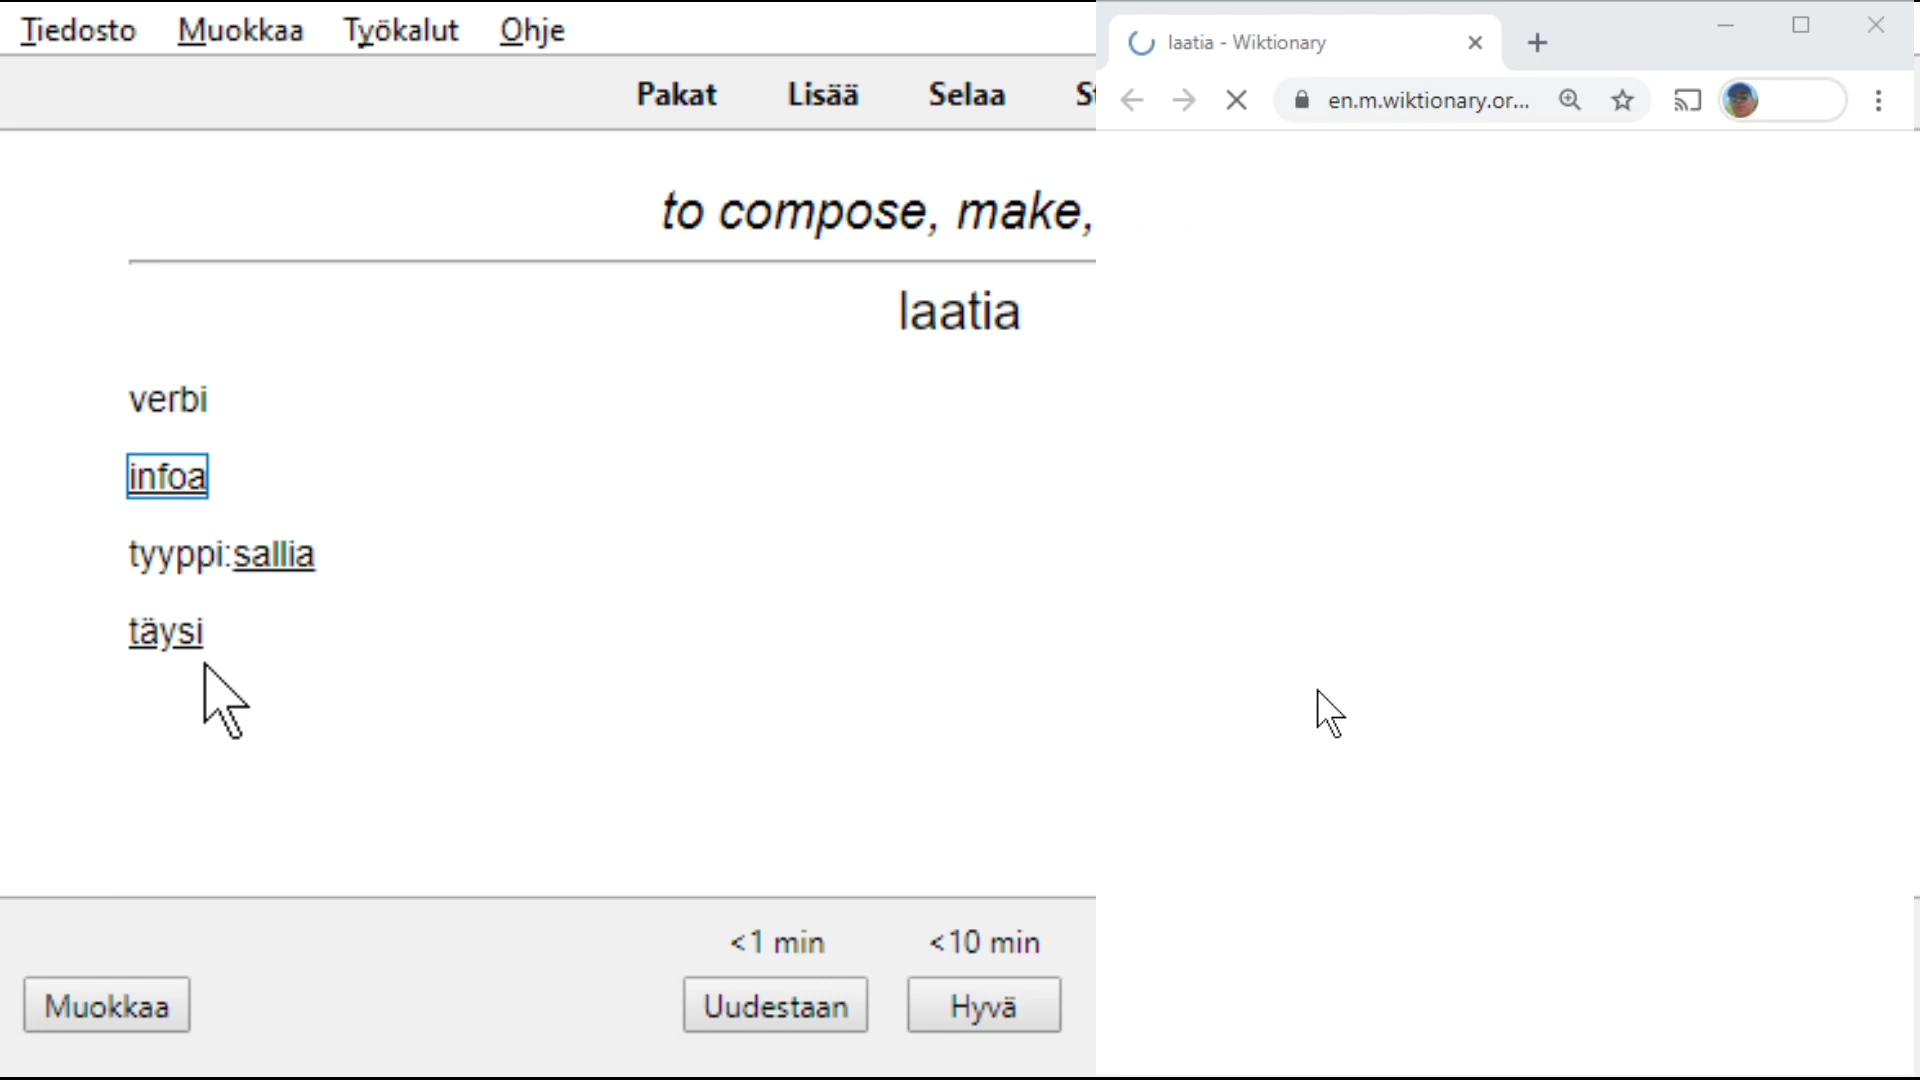 Tiedosto Muokkaa Työkalut Ohje
Pakat Lisää Selaa
to compose, make,
laatia
verbi
infoa
tyyppi:sallia
täysi
<1 min <10 min
Muokkaa Uudestaan Hyvä
laatia - Wiktionary
en.m.wiktionary.or...